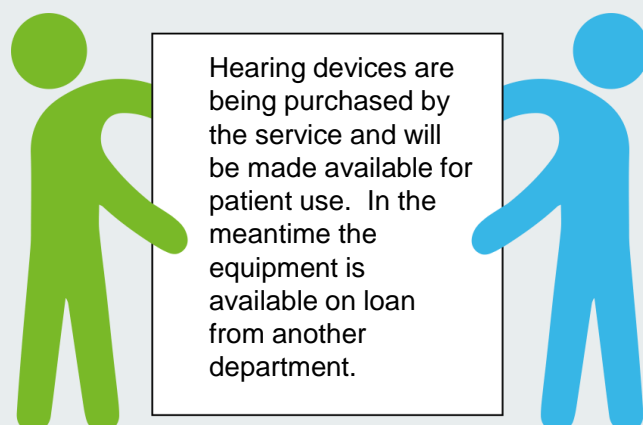 Hearing devices are
being purchased by
the service and will
be made available for
patient use.  In the
meantime the
equipment is
available on loan
from another
department.